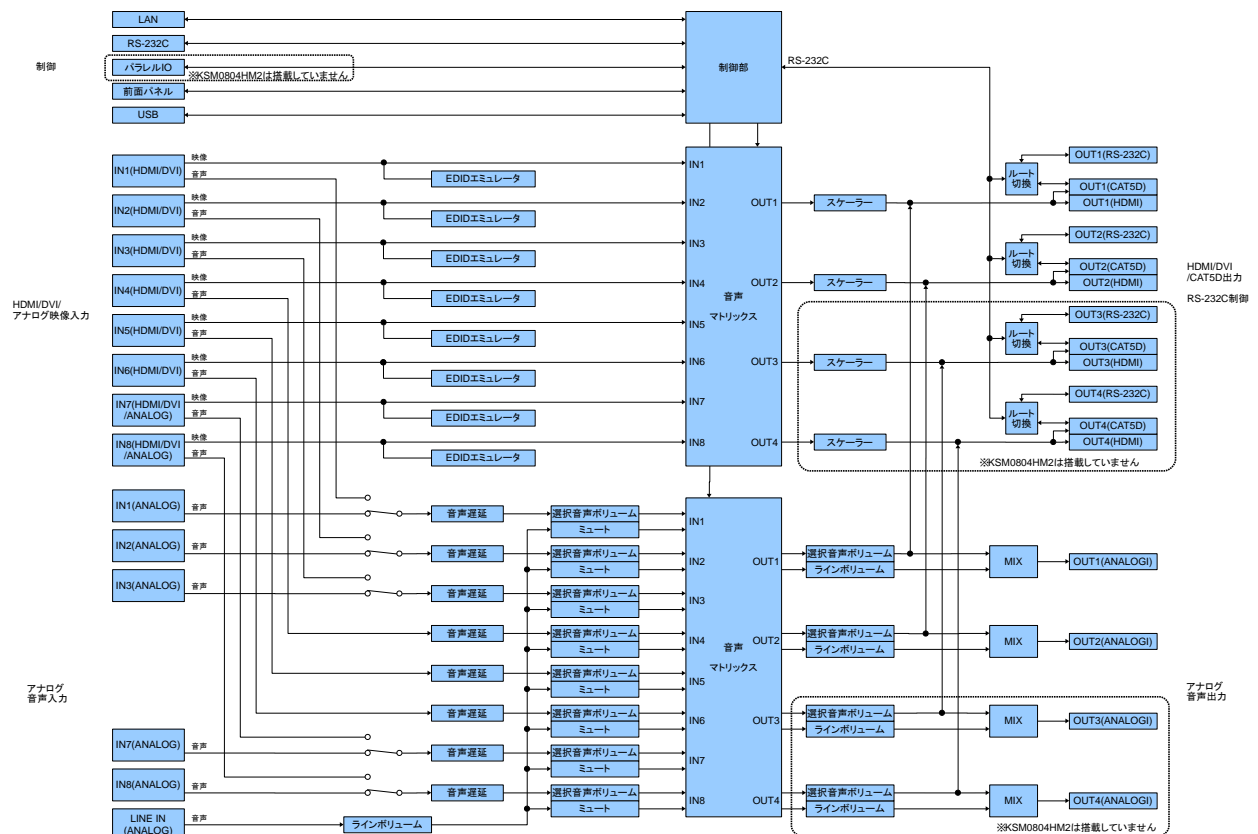 制御
LAN
RS-232C
パラレルIO
※KSM0804HM2は搭載していません
前面パネル
USB
制御部
RS-232C
HDMI/DVI/
アナログ映像入力
IN1(HDMI/DVI)
映像
音声
EDIDエミュレータ
IN2(HDMI/DVI)
映像
音声
EDIDエミュレータ
IN3(HDMI/DVI)
映像
音声
EDIDエミュレータ
IN4(HDMI/DVI)
映像
音声
EDIDエミュレータ
IN5(HDMI/DVI)
映像
音声
EDIDエミュレータ
IN6(HDMI/DVI)
映像
音声
EDIDエミュレータ
IN7(HDMI/DVI
/ANALOG)
映像
音声
EDIDエミュレータ
IN8(HDMI/DVI
/ANALOG)
映像
音声
EDIDエミュレータ
IN1
IN2
IN3
IN4
IN5
IN6
IN7
IN8
音声
マトリックス
OUT1
OUT2
OUT3
OUT4
スケーラー
スケーラー
スケーラー
スケーラー
ルート
切換
OUT1(RS-232C)
OUT1(CAT5D)
OUT1(HDMI)
ルート
切換
OUT2(RS-232C)
OUT2(CAT5D)
OUT2(HDMI)
ルート
切換
OUT3(RS-232C)
OUT3(CAT5D)
OUT3(HDMI)
ルート
切換
OUT4(RS-232C)
OUT4(CAT5D)
OUT4(HDMI)
※KSM0804HM2は搭載していません
HDMI/DVI
/CAT5D出力
RS-232C制御
アナログ
音声入力
IN1(ANALOG)
音声
IN2(ANALOG)
音声
IN3(ANALOG)
音声
IN7(ANALOG)
音声
IN8(ANALOG)
音声
LINE IN
(ANALOG)
音声
ラインボリューム
音声遅延
音声遅延
音声遅延
音声遅延
音声遅延
音声遅延
音声遅延
音声遅延
選択音声ボリューム
ミュート
選択音声ボリューム
ミュート
選択音声ボリューム
ミュート
選択音声ボリューム
ミュート
選択音声ボリューム
ミュート
選択音声ボリューム
ミュート
選択音声ボリューム
ミュート
選択音声ボリューム
ミュート
IN1
IN2
IN3
IN4
IN5
IN6
IN7
IN8
音声
マトリックス
OUT1
OUT2
OUT3
OUT4
選択音声ボリューム
ラインボリューム
MIX
OUT1(ANALOGI)
選択音声ボリューム
ラインボリューム
MIX
OUT2(ANALOGI)
選択音声ボリューム
ラインボリューム
MIX
OUT3(ANALOGI)
選択音声ボリューム
ラインボリューム
MIX
OUT4(ANALOGI)
※KSM0804HM2は搭載していません
アナログ
音声出力